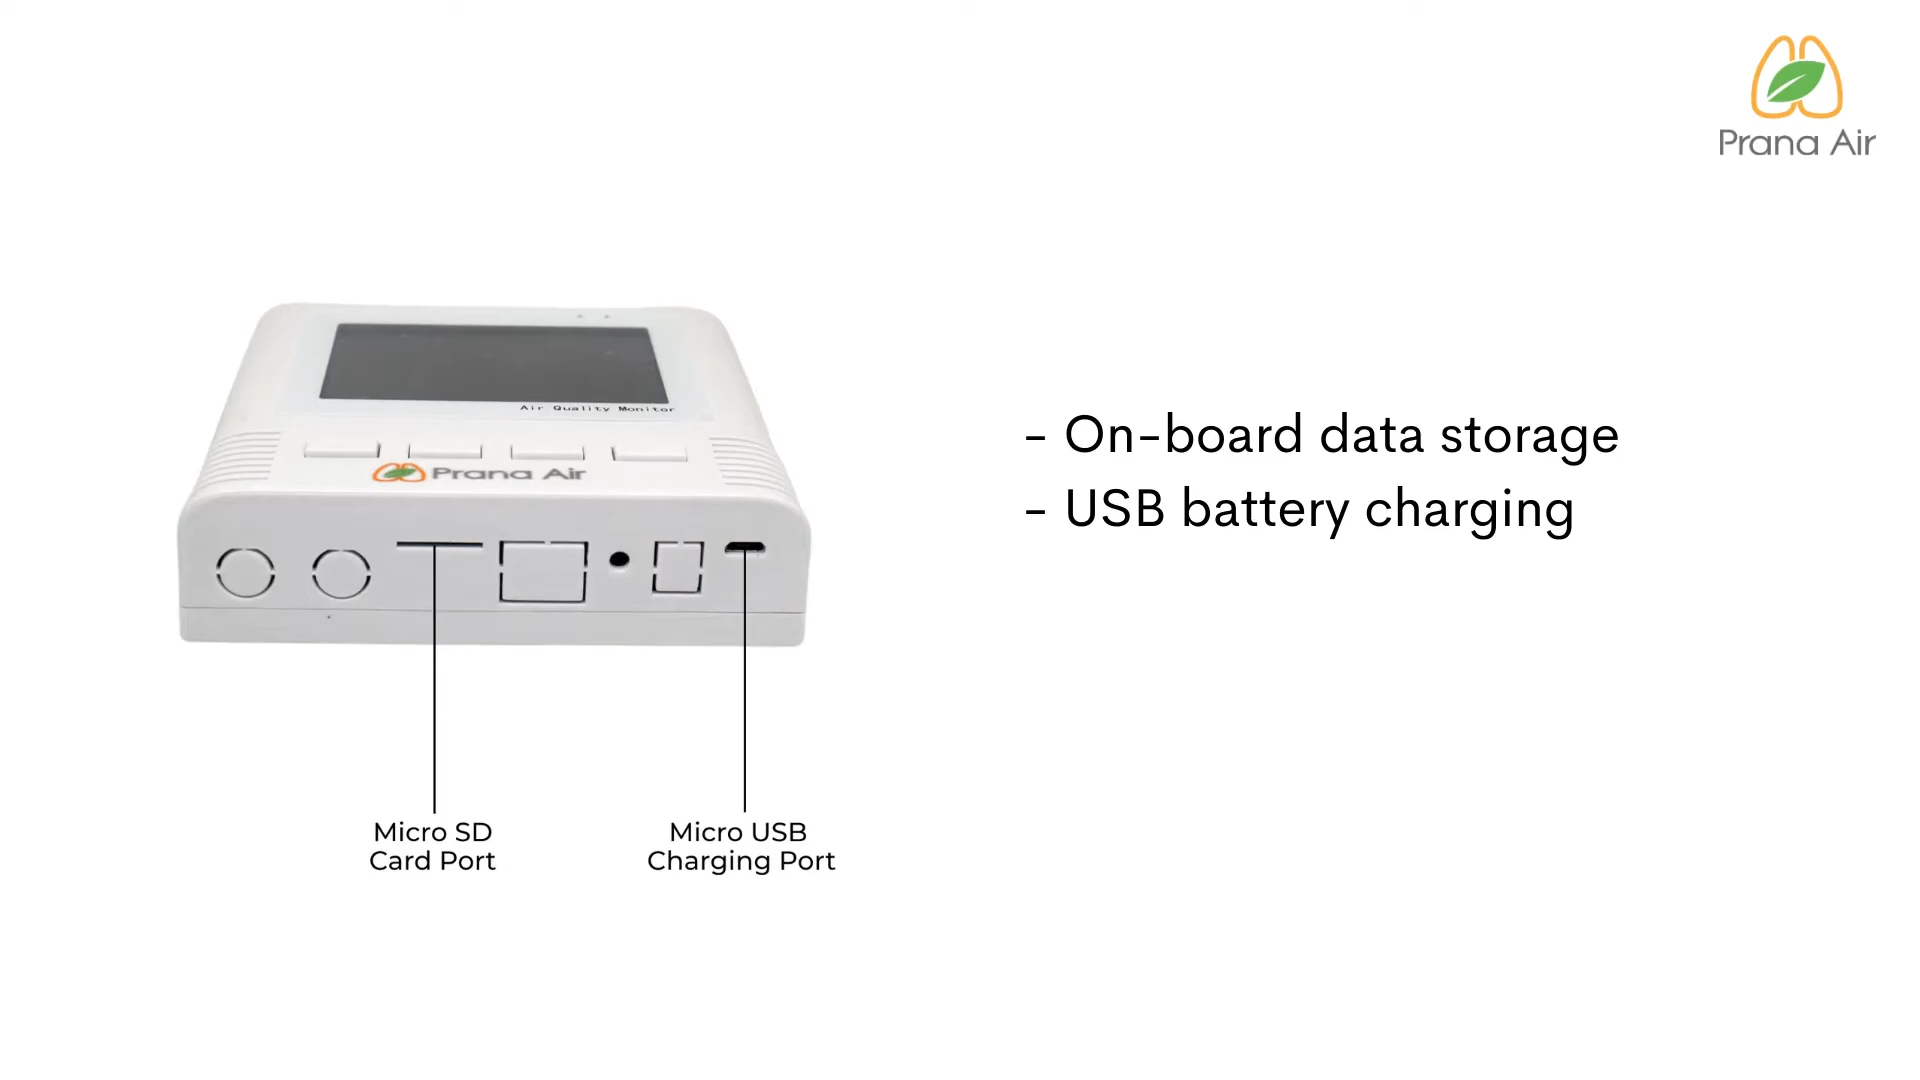 Prana Air
Air Quality Monitor
Prana Air
- On-board data storage
- USB battery charging
Micro SD
Card Port
Micro USB
Charging Port